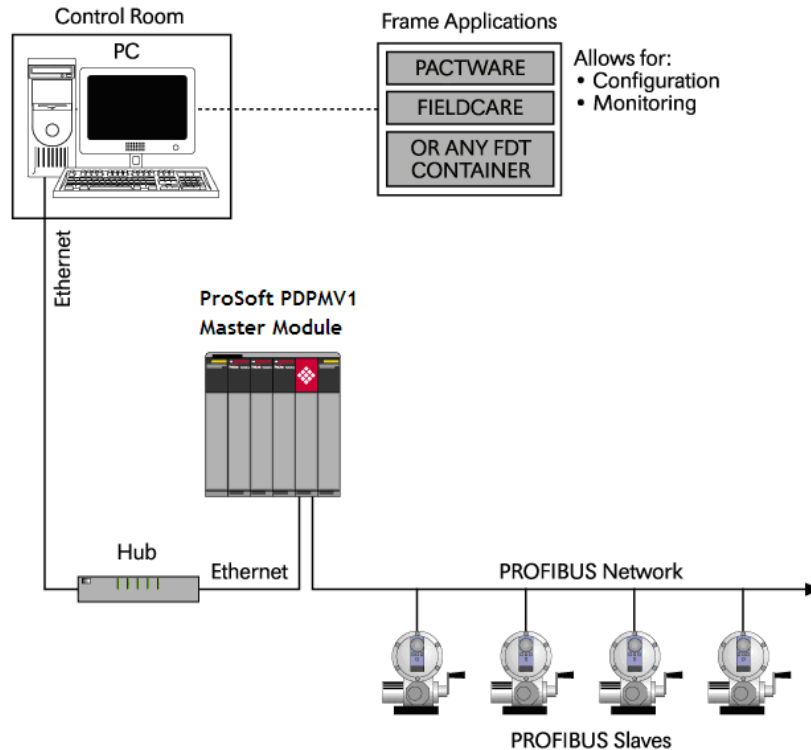 Control Room
PC
Frame Applications
PACTWARE
FIELDCARE
OR ANY FDT
CONTAINER
Allows for:
• Configuration
• Monitoring
Ethernet
ProSoft PDPMV1
Master Module
Hub
Ethernet
PROFIBUS Network
PROFIBUS Slaves